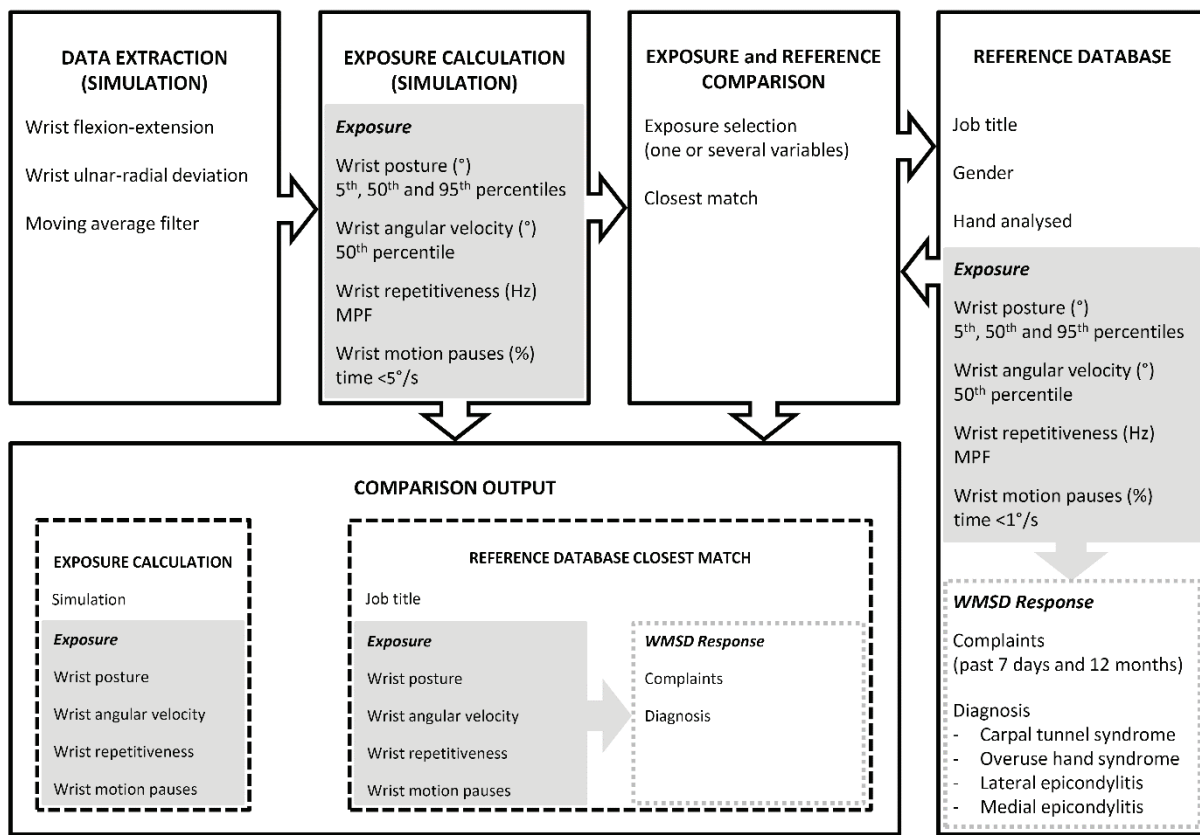 DATA EXTRACTION
(SIMULATION)
Wrist flexion-extension
Wrist ulnar-radial deviation
Moving average filter
EXPOSURE CALCULATION
(SIMULATION)
Exposure
Wrist posture (°)
5th, 50th and 95th percentiles
Wrist angular velocity (°)
50th percentile
Wrist repetitiveness (Hz)
MPF
Wrist motion pauses (%)
time <5°/s
EXPOSURE and REFERENCE
COMPARISON
Exposure selection
(one or several variables)
Closest match
REFERENCE DATABASE
Job title
Gender
Hand analysed
Exposure
Wrist posture (°)
5th, 50th and 95th percentiles
Wrist angular velocity (°)
50th percentile
Wrist repetitiveness (Hz)
MPF
Wrist motion pauses (%)
time <1°/s
WMSD Response
Complaints
(past 7 days and 12 months)
Diagnosis
- Carpal tunnel syndrome
- Overuse hand syndrome
- Lateral epicondylitis
- Medial epicondylitis
COMPARISON OUTPUT
EXPOSURE CALCULATION
Simulation
Exposure
Wrist posture
Wrist angular velocity
Wrist repetitiveness
Wrist motion pauses
REFERENCE DATABASE CLOSEST MATCH
Job title
Exposure
Wrist posture
Wrist angular velocity
Wrist repetitiveness
Wrist motion pauses
WMSD Response
Complaints
Diagnosis